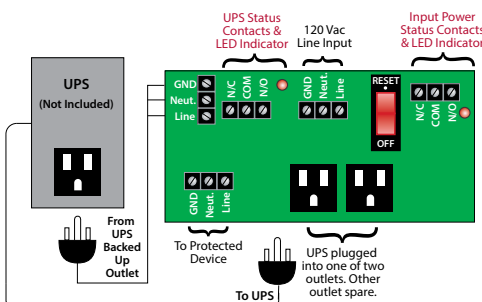 UPS Status
Contacts &
LED Indicator
120 Vac
Line Input
Input Power
Status Contacts
& LED Indicator
UPS
(Not Included)
GND
Neut.
Line
N/C
COM
N/O
GND
Neut.
Line
RESET
OFF
N/C
COM
N/O
GND
Neut.
Line
From
UPS
Backed
Up
Outlet
To Protected
Device
UPS plugged
into one of two
outlets. Other
outlet spare.
To UPS